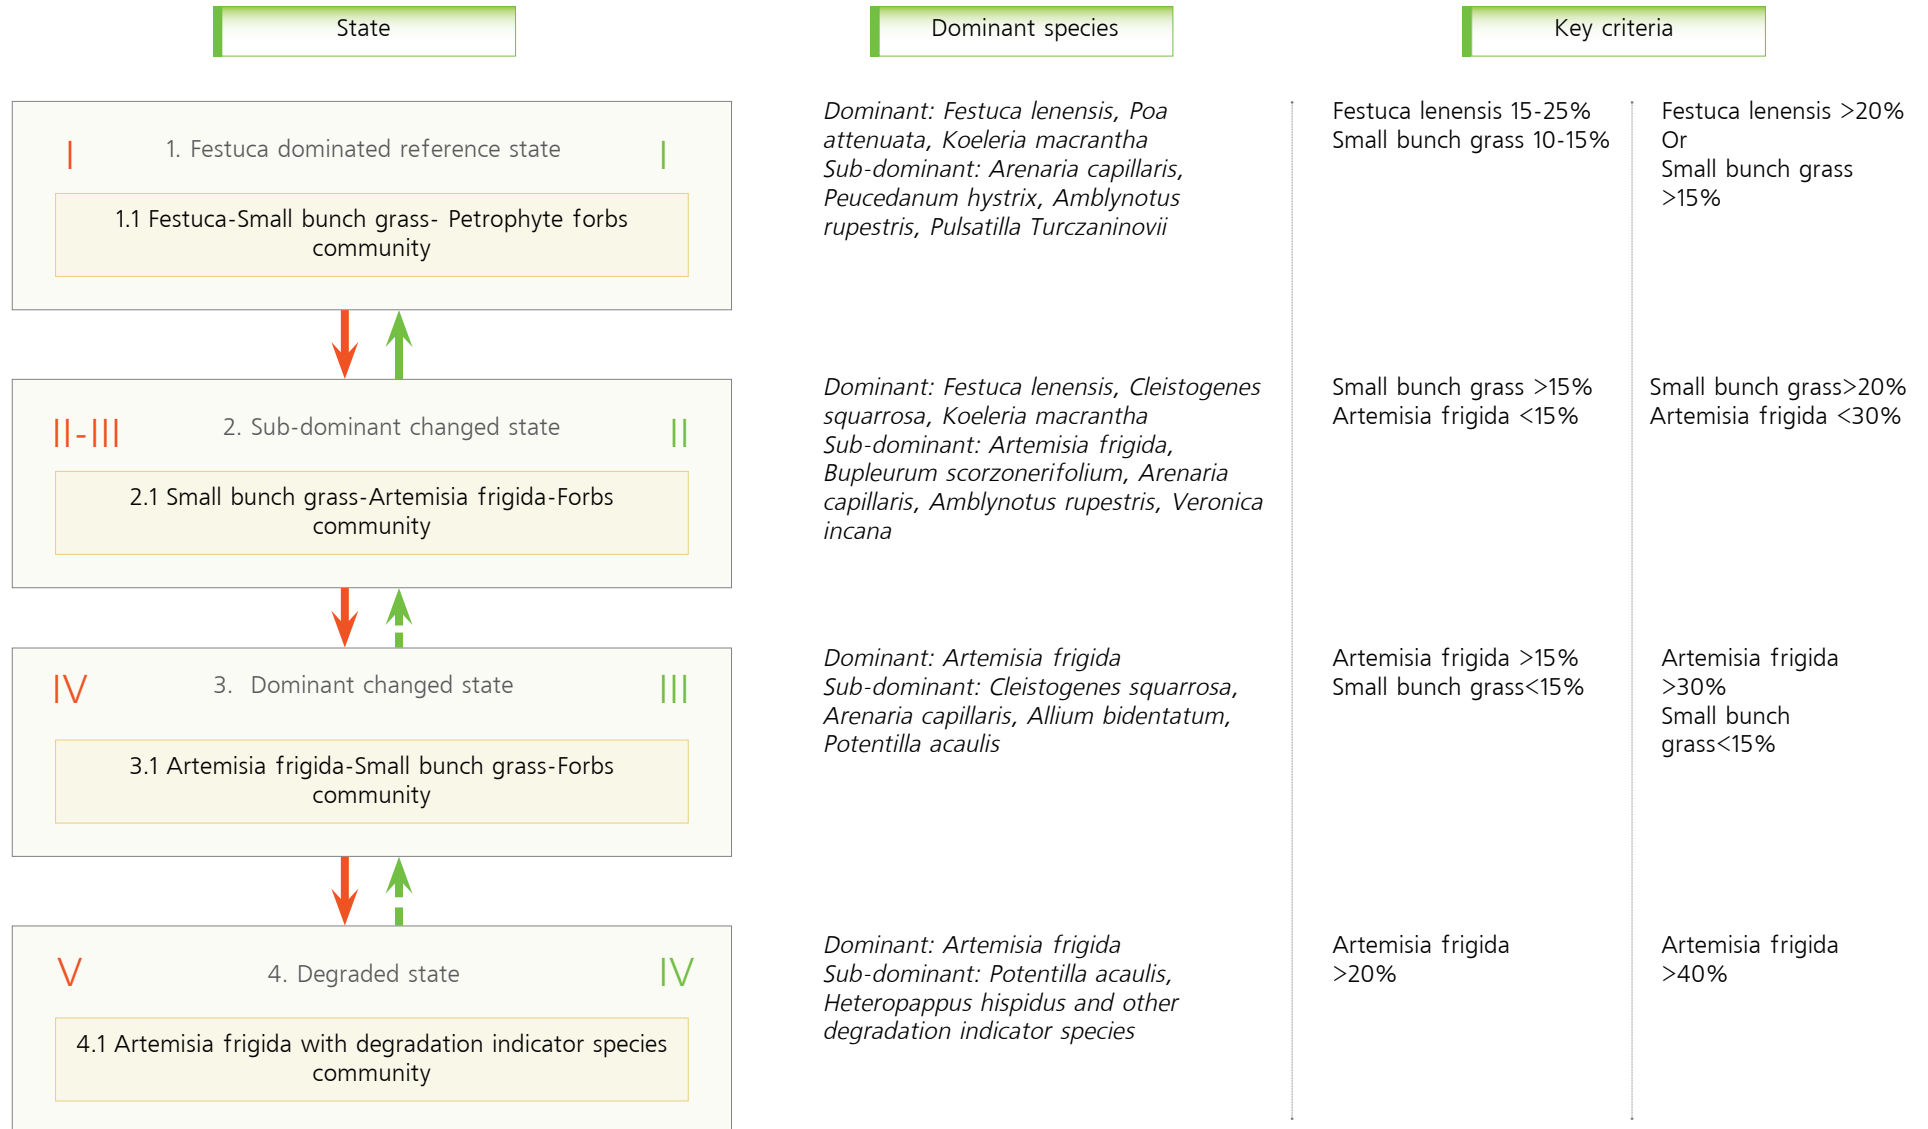 State
Dominant species
Key criteria
I
1. Festuca dominated reference state
I
1.1 Festuca-Small bunch grass- Petrophyte forbs
community
Dominant: Festuca lenensis, Poa
attenuata, Koeleria macrantha
Sub-dominant: Arenaria capillaris,
Peucedanum hystrix, Amblynotus
rupestris, Pulsatilla Turczaninovii
Festuca lenensis 15-25%
Small bunch grass 10-15%
Festuca lenensis >20%
Or
Small bunch grass
>15%
II-III
2. Sub-dominant changed state
II
2.1 Small bunch grass-Artemisia frigida-Forbs
community
Dominant: Festuca lenensis, Cleistogenes
squarrosa, Koeleria macrantha
Sub-dominant: Artemisia frigida,
Bupleurum scorzonerifolium, Arenaria
capillaris, Amblynotus rupestris, Veronica
incana
Small bunch grass >15%
Artemisia frigida <15%
Small bunch grass>20%
Artemisia frigida <30%
IV
3. Dominant changed state
III
3.1 Artemisia frigida-Small bunch grass-Forbs
community
Dominant: Artemisia frigida
Sub-dominant: Cleistogenes squarrosa,
Arenaria capillaris, Allium bidentatum,
Potentilla acaulis
Artemisia frigida >15%
Small bunch grass<15%
Artemisia frigida
>30%
Small bunch
grass<15%
V
4. Degraded state
IV
4.1 Artemisia frigida with degradation indicator species
community
Dominant: Artemisia frigida
Sub-dominant: Potentilla acaulis,
Heteropappus hispidus and other
degradation indicator species
Artemisia frigida
>20%
Artemisia frigida
>40%